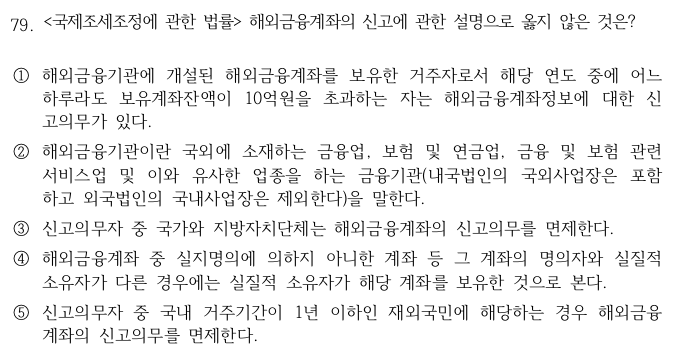 79. <국제조세조정에 관한 법률> 해외금융계좌의 신고에 관한 설명으로 옳지 않은 것은?
① 해외금융기관에 개설된 해외금융계좌를 보유한 거주자로서 해당 연도 중에 어느
하루라도 보유계좌잔액이 10억원을 초과하는 자는 해외금융계좌정보에 대한 신
고의무가 있다.
② 해외금융기관이란 국외에 소재하는 금융업, 보험 및 연금업, 금융 및 보험 관련
서비스업 및 이와 유사한 업종을 하는 금융기관(내국법인의 국외사업장은 포함
하고 외국법인의 국내사업장은 제외한다)을 말한다.
③ 신고의무자 중 국가와 지방자치단체는 해외금융계좌의 신고의무를 면제한다.
④ 해외금융계좌 중 실지명의에 의하지 아니한 계좌 등 그 계좌의 명의자와 실질적
소유자가 다른 경우에는 실질적 소유자가 해당 계좌를 보유한 것으로 본다.
⑤ 신고의무자 중 국내 거주기간이 1년 이하인 재외국민에 해당하는 경우 해외금융
계좌의 신고의무를 면제한다.